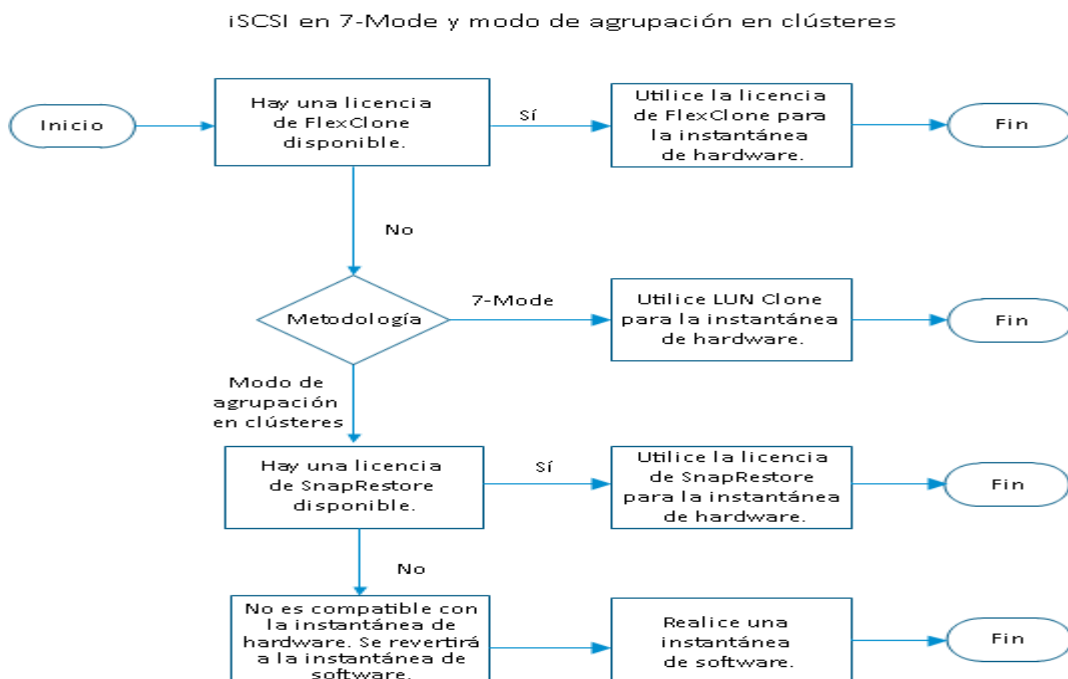 iSCSI en 7-Mode y modo de agrupación en clústeres
Inicio
Hay una licencia
de FlexClone
disponible.
Sí
Utilice la licencia
de FlexClone para
la instantánea
de hardware.
Fin
No
Metodología
7-Mode
Utilice LUN Clone
para la instantánea
de hardware.
Fin
Modo de
agrupación
en clústeres
Hay una licencia
de SnapRestore
disponible.
Sí
Utilice la licencia
de SnapRestore
para la instantánea
de hardware.
Fin
No
No es compatible con
la instantánea de
hardware. Se revertirá
a la instantánea de
software.
Realice una
instantánea
de software.
Fin